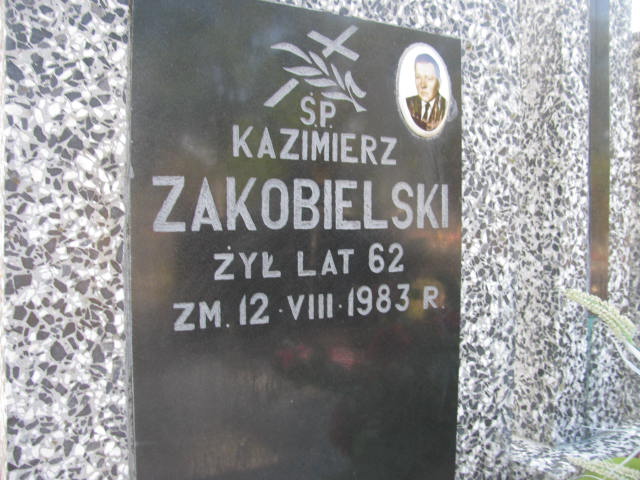 ŚP.
KAZIMIERZ
ZAKOBIELSKI
ŻYŁ LAT 62
ZM. 12·VIII·1983 R.